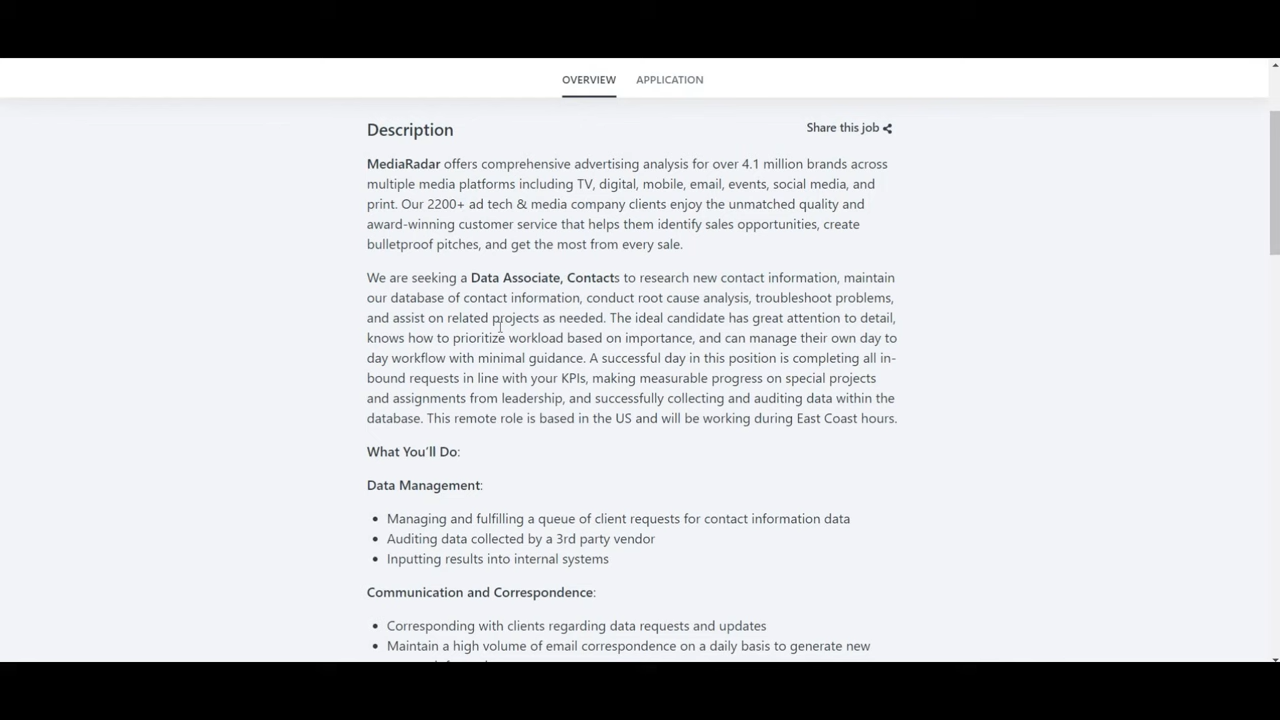 OVERVIEW
APPLICATION
Description
Share this job
MediaRadar offers comprehensive advertising analysis for over 4.1 million brands across
multiple media platforms including TV, digital, mobile, email, events, social media, and
print. Our 2200+ ad tech & media company clients enjoy the unmatched quality and
award-winning customer service that helps them identify sales opportunities, create
bulletproof pitches, and get the most from every sale.
We are seeking a Data Associate, Contacts to research new contact information, maintain
our database of contact information, conduct root cause analysis, troubleshoot problems,
and assist on related projects as needed. The ideal candidate has great attention to detail,
knows how to prioritize workload based on importance, and can manage their own day to
day workflow with minimal guidance. A successful day in this position is completing all in-
bound requests in line with your KPIs, making measurable progress on special projects
and assignments from leadership, and successfully collecting and auditing data within the
database. This remote role is based in the US and will be working during East Coast hours.
What You'll Do:
Data Management:
• Managing and fulfilling a queue of client requests for contact information data
• Auditing data collected by a 3rd party vendor
• Inputting results into internal systems
Communication and Correspondence:
• Corresponding with clients regarding data requests and updates
• Maintain a high volume of email correspondence on a daily basis to generate new